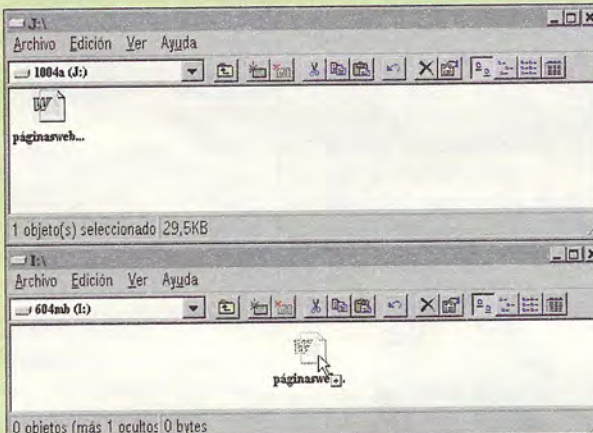 J:\
Archivo Edición Ver Ayuda
1004a (J:)
páginasweb...
1 objeto(s) seleccionado 29,5KB
I:\
Archivo Edición Ver Ayuda
604mb (I:)
páginaswe
0 objetos (más 1 ocultos 0 bytes